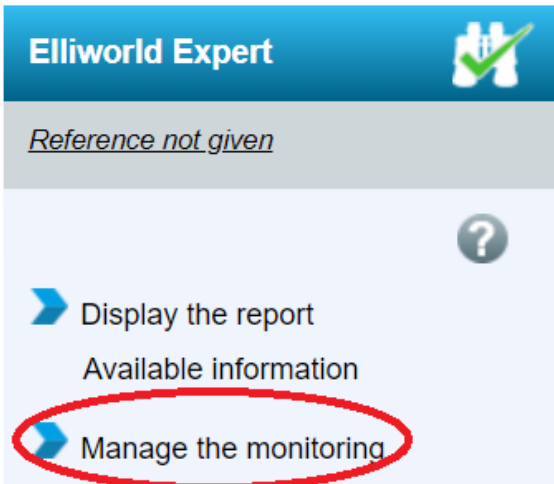 Elliworld Expert
Reference not given
?
Display the report
Available information
Manage the monitoring